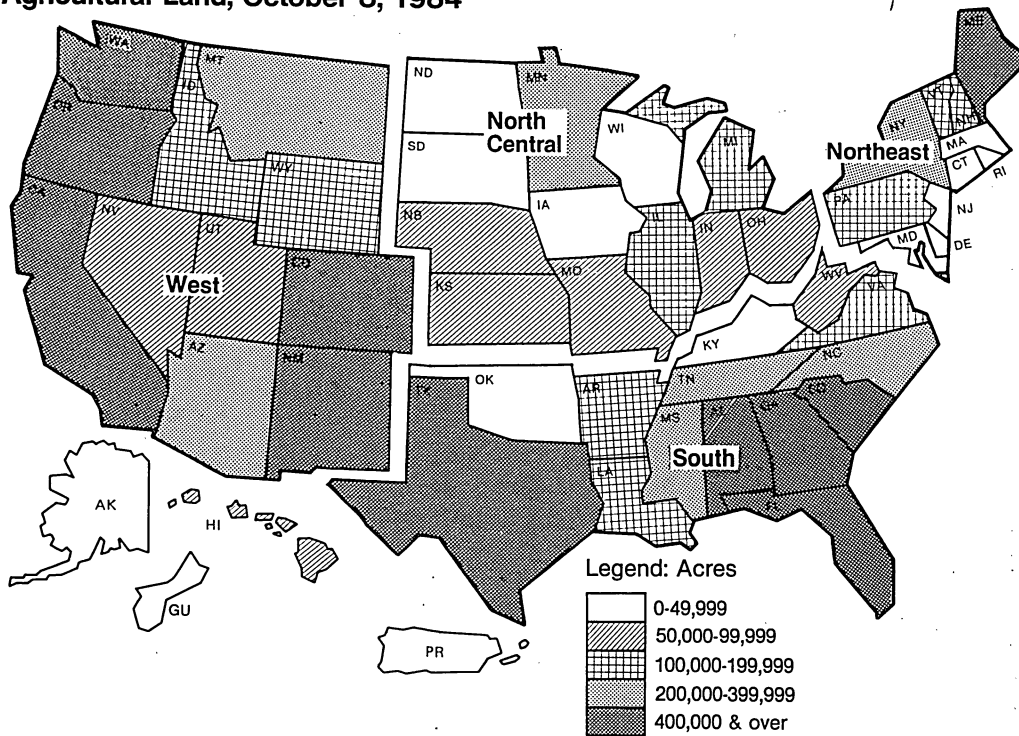 Agricultural Land, October 8, 1984
WA
MT
ID
OR
WY
CA
NV
UT
CO
West
AZ
NM
ND
North
Central
SD
MN
WI
MI
NB
IA
IL
IN
OH
KS
MO
ME
VT
NH
NY
Northeast
MA
CT
RI
PA
NJ
MD
DE
WV
VA
KY
OK
TX
AR
TN
NC
LA
MS
AL
GA
SC
South
FL
AK
HI
GU
PR
Legend: Acres
0-49,999
50,000-99,999
100,000-199,999
200,000-399,999
400,000 & over